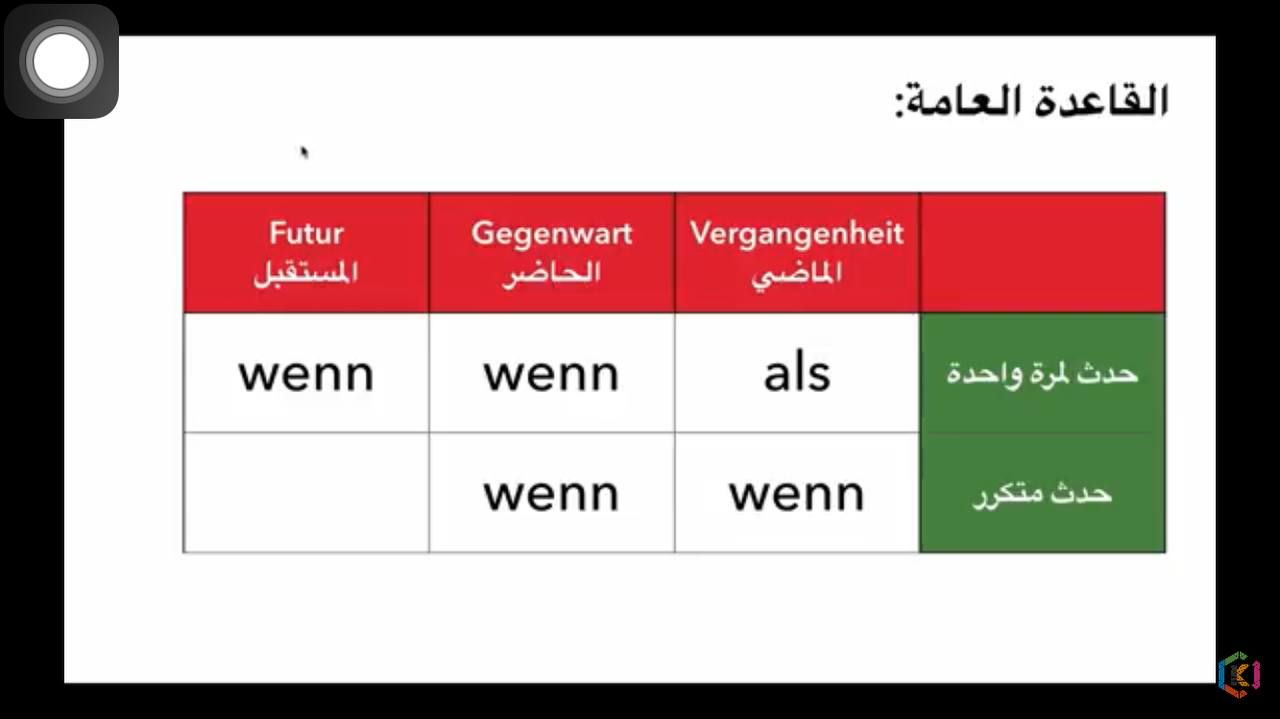 القاعدة العامة:
Vergangenheit
الماضي
Gegenwart
الحاضر
Futur
المستقبل
حدث لمرة واحدة
als
wenn
wenn
حدث متكرر
wenn
wenn